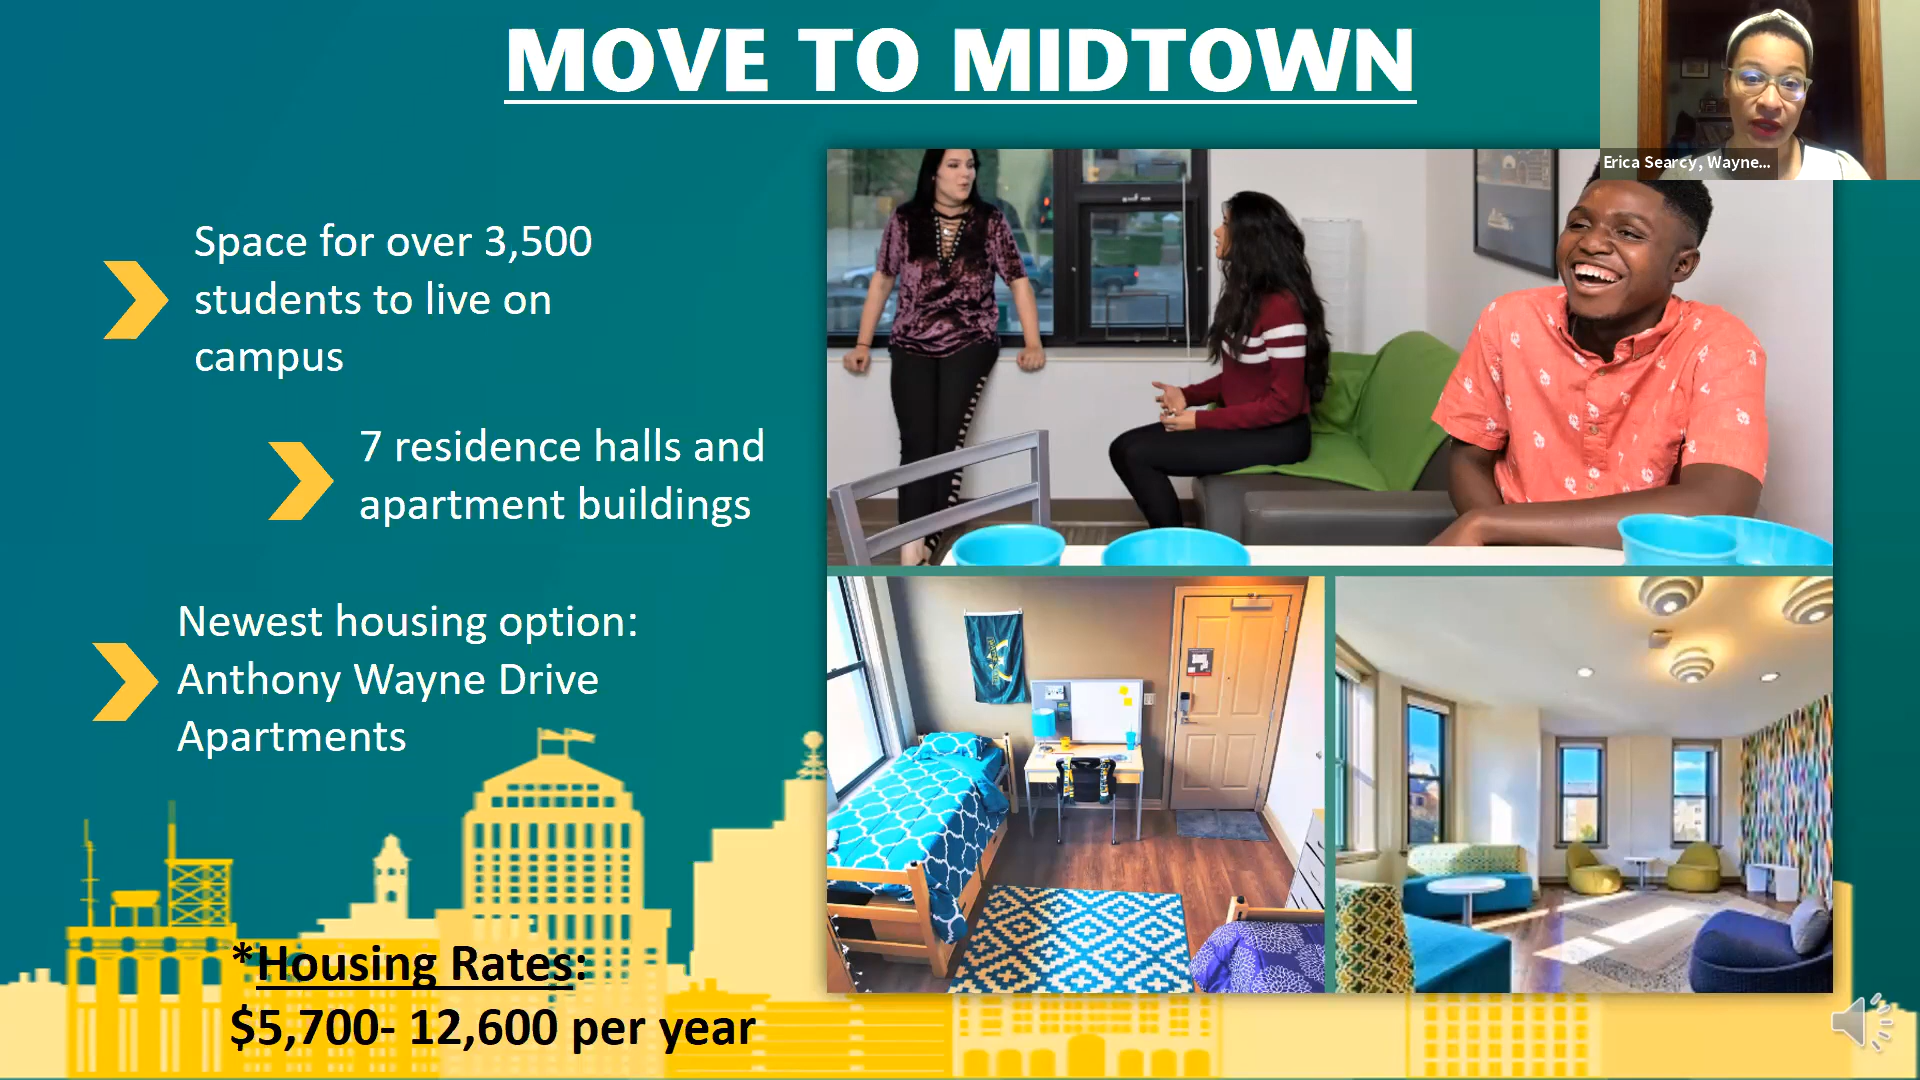 MOVE TO MIDTOWN
Erica Searcy, Wayne...
Space for over 3,500
students to live on
campus
7 residence halls and
apartment buildings
Newest housing option:
Anthony Wayne Drive
Apartments
*Housing Rates:
$5,700- 12,600 per year